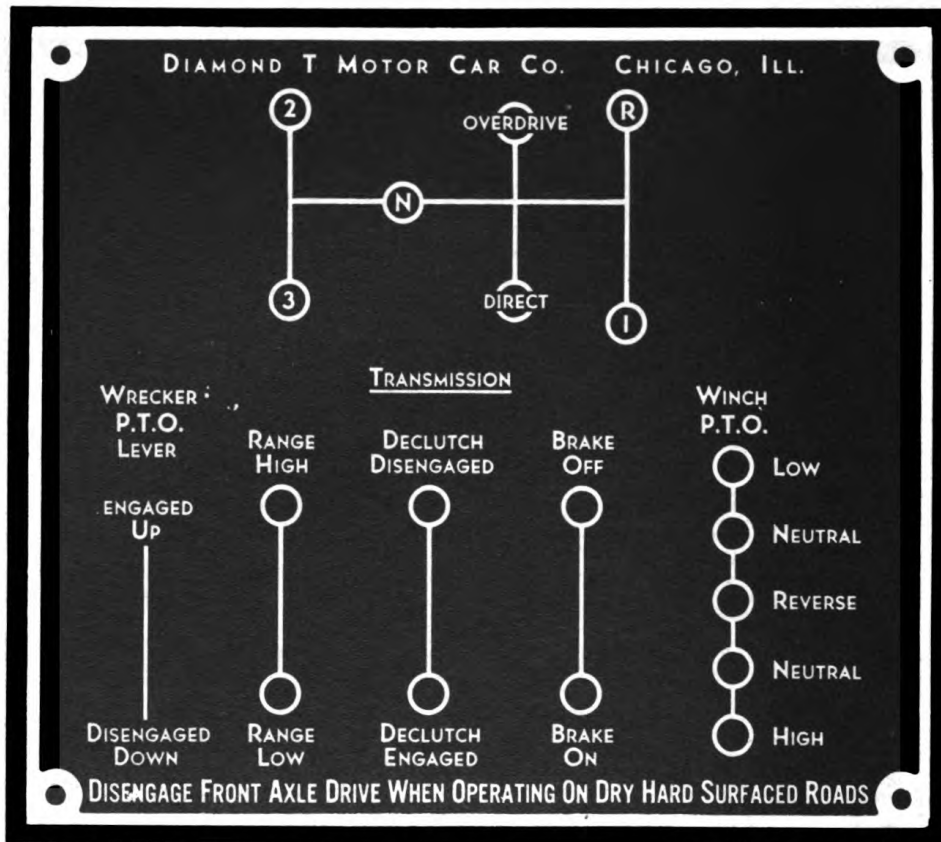 DIAMOND T MOTOR CAR CO. CHICAGO, ILL.
2 OVERDRIVE R
N
3 DIRECT 1
TRANSMISSION
WRECKER
P.T.O.
LEVER
ENGAGED
UP
DISENGAGED
DOWN
RANGE
HIGH
RANGE
LOW
DECLUTCH
DISENGAGED
DECLUTCH
ENGAGED
BRAKE
OFF
BRAKE
ON
WINCH
P.T.O.
LOW
NEUTRAL
REVERSE
NEUTRAL
HIGH
DISENGAGE FRONT AXLE DRIVE WHEN OPERATING ON DRY HARD SURFACED ROADS